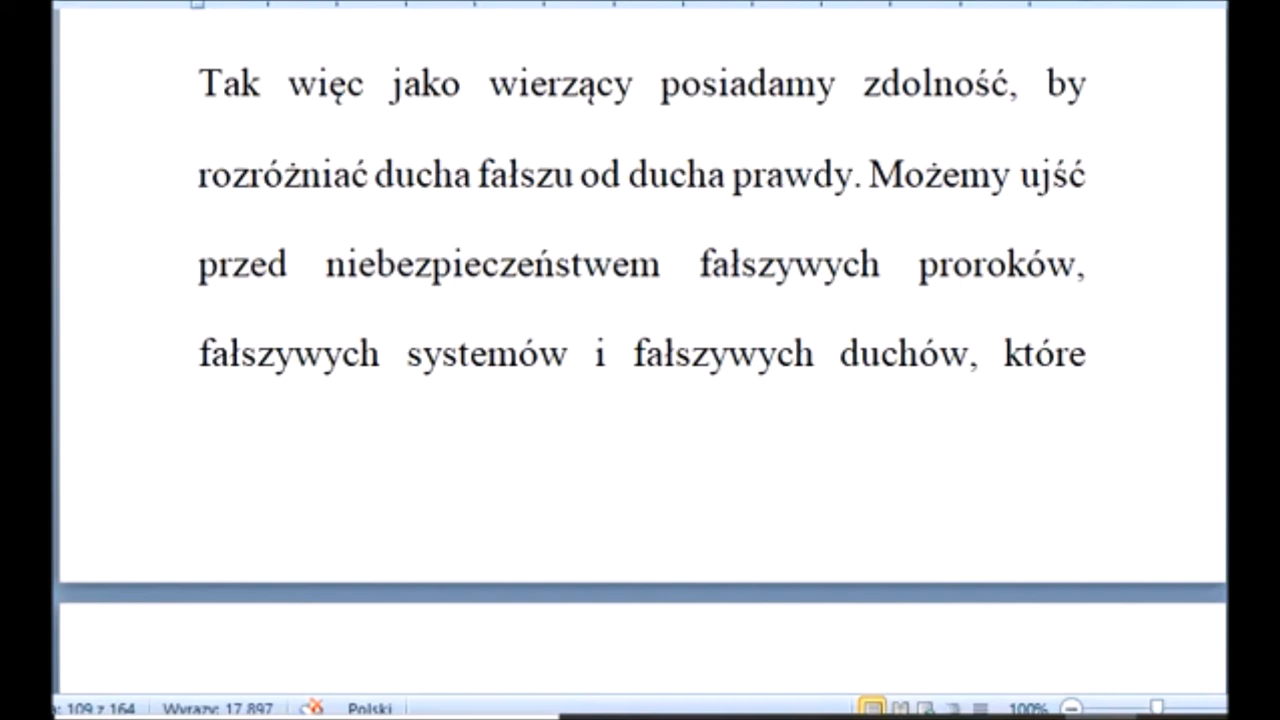 Tak więc jako wierzący posiadamy zdolność, by
rozróżniać ducha fałszu od ducha prawdy. Możemy ujść
przed niebezpieczeństwem fałszywych proroków,
fałszywych systemów i fałszywych duchów, które
109 z 164 Wyrazy: 17 897 Polski 100%